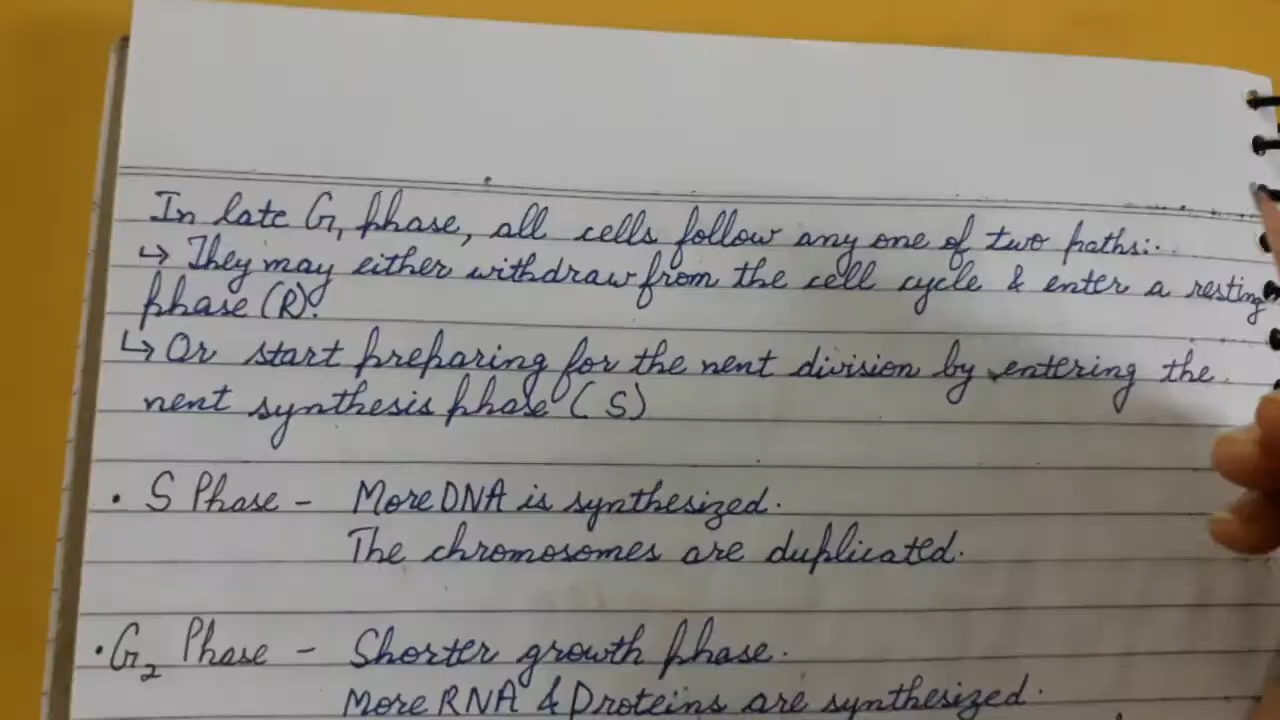 In late G₁ phase, all cells follow any one of two paths:..
↳ They may either withdraw from the cell cycle & enter a resting
phase (R).
↳ Or start preparing for the next division by entering the
next synthesis phase (S)
• S Phase - More DNA is synthesized.
The chromosomes are duplicated.
• G₂ Phase - Shorter growth phase.
More RNA & Proteins are synthesized.